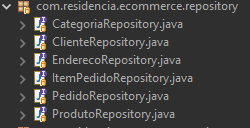 com.residencia.ecommerce.repository
CategoriaRepository.java
ClienteRepository.java
EnderecoRepository.java
ItemPedidoRepository.java
PedidoRepository.java
ProdutoRepository.java